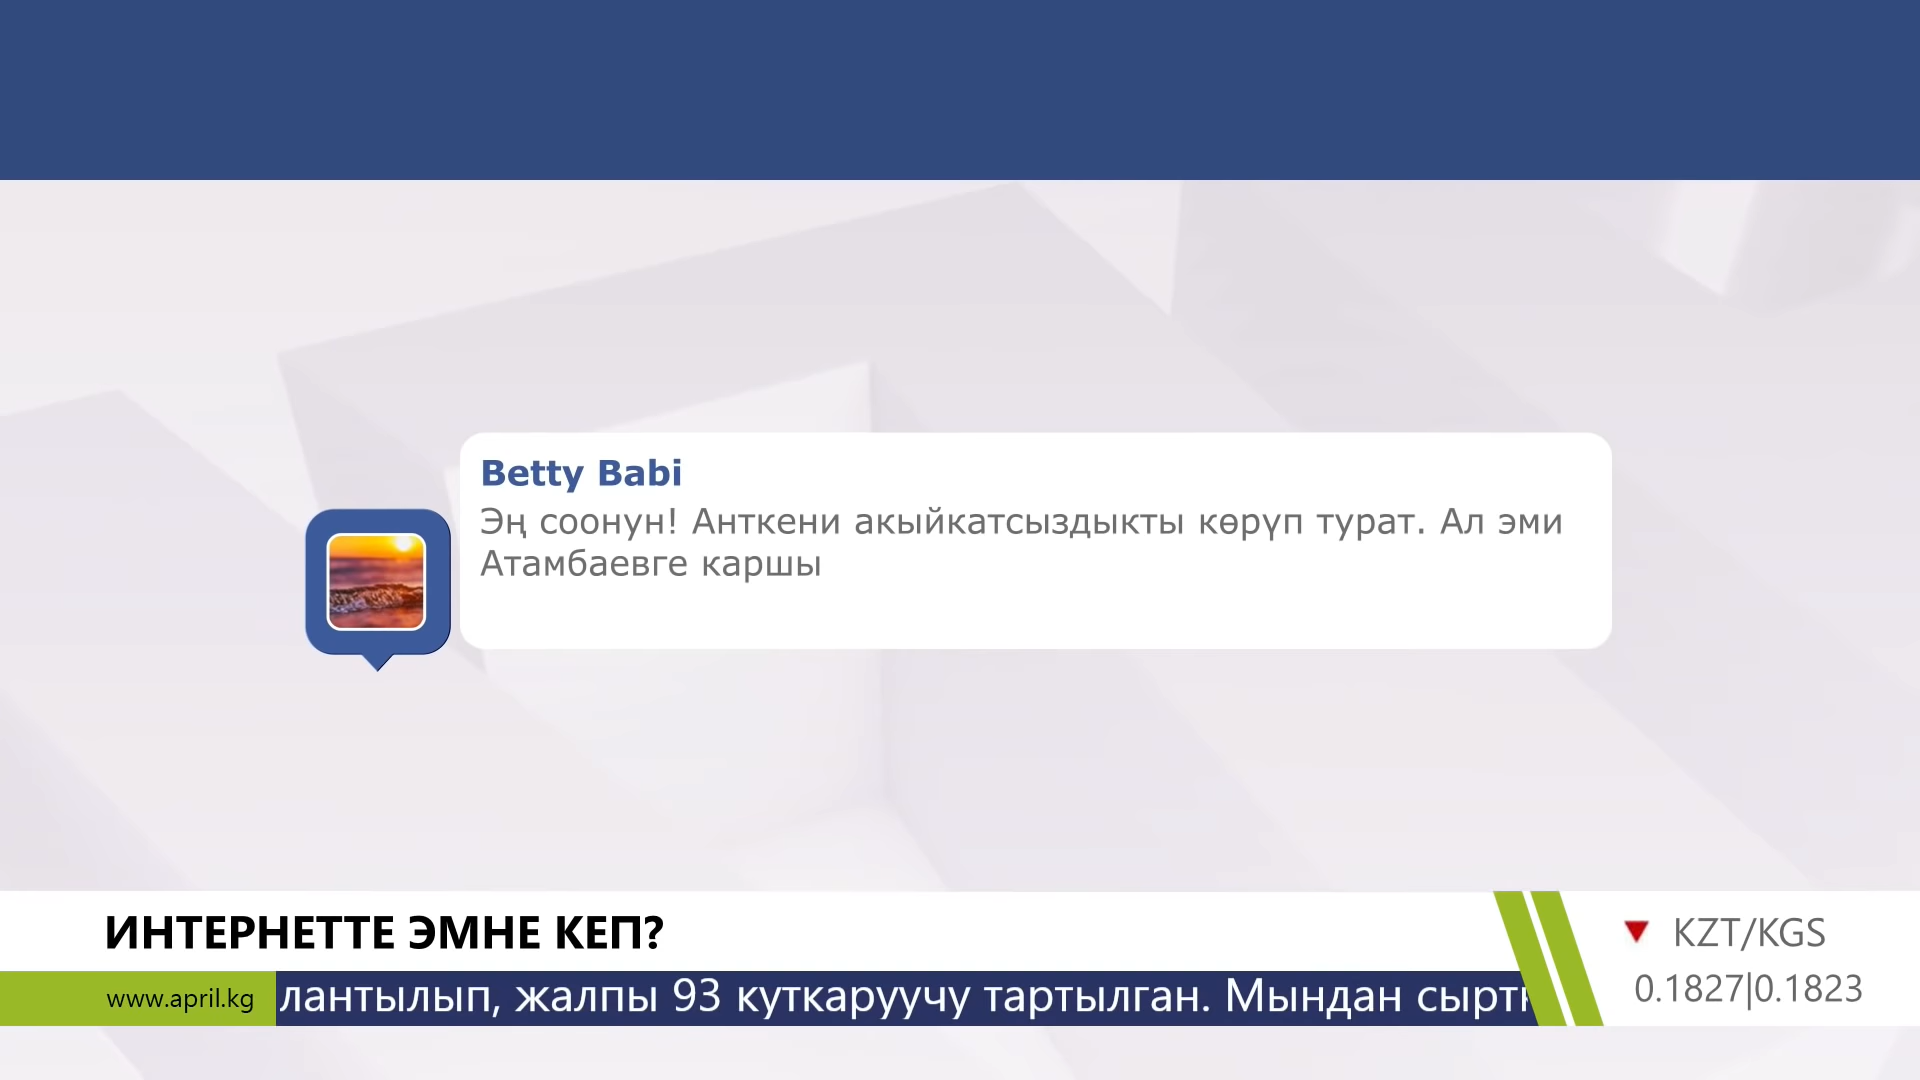 Betty Babi
Эң соонун! Анткени акыйкатсыздыкты көрүп турат. Ал эми
Атамбаевге каршы
ИНТЕРНЕТТЕ ЭМНЕ КЕП?
KZT/KGS
www.april.kg
лантылып, жалпы 93 куткаруучу тартылган. Мындан сырт
0.1827|0.1823